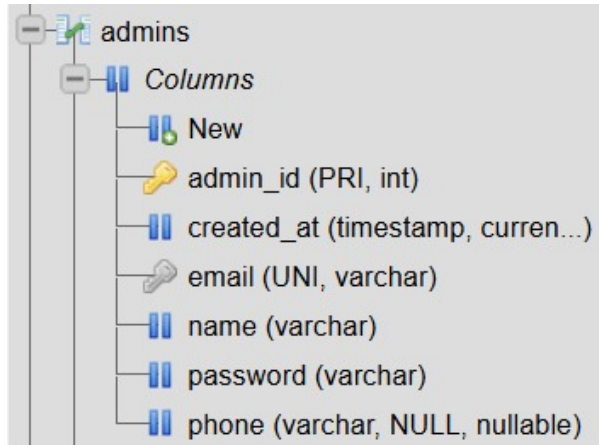 admins
Columns
New
admin_id (PRI, int)
created_at (timestamp, curren...)
email (UNI, varchar)
name (varchar)
password (varchar)
phone (varchar, NULL, nullable)